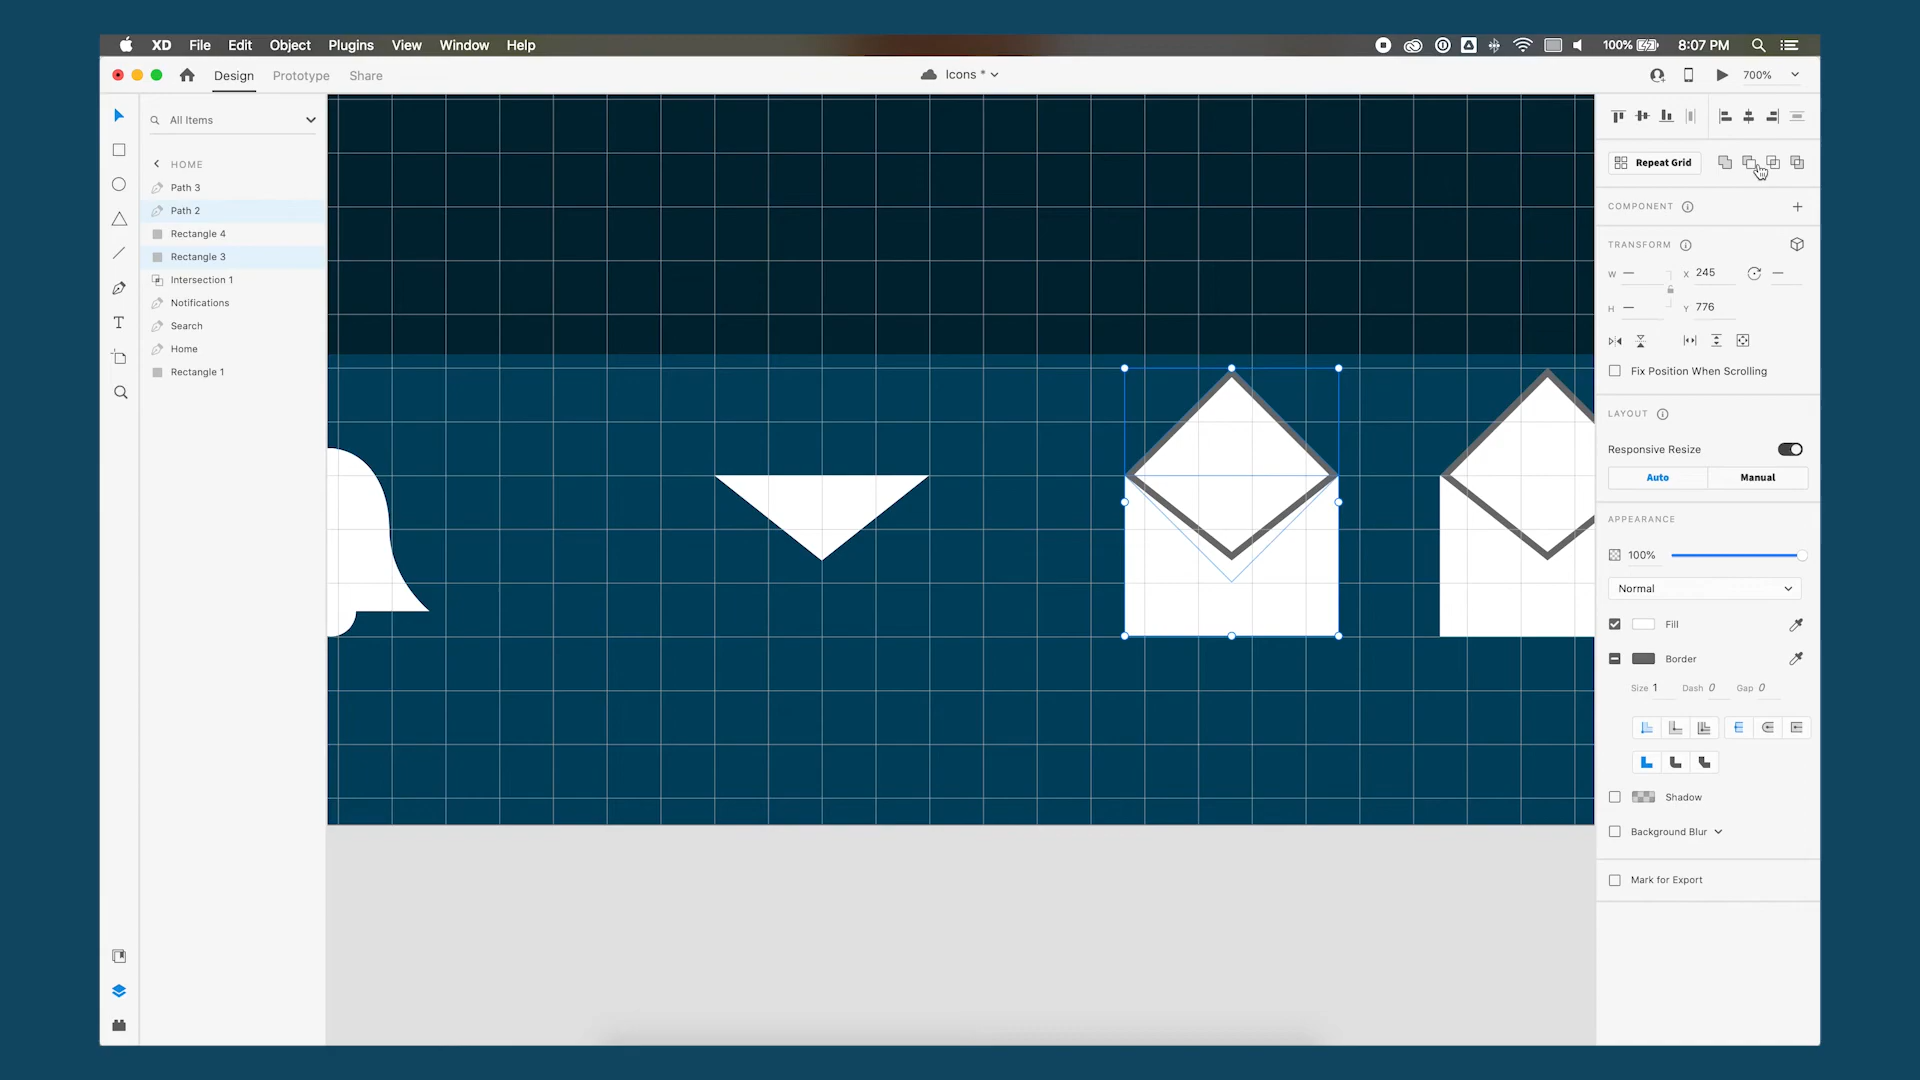 XD File Edit Object Plugins View Window Help 100% 8:07 PM
Design Prototype Share Icons * 700%
All Items
HOME
Path 3
Path 2
Rectangle 4
Rectangle 3
Intersection 1
Notifications
Search
Home
Rectangle 1
Repeat Grid
COMPONENT
TRANSFORM
W — X 245 —
H — Y 776
Fix Position When Scrolling
LAYOUT
Responsive Resize
Auto Manual
APPEARANCE
100%
Normal
Fill
Border
Size 1 Dash 0 Gap 0
Shadow
Background Blur
Mark for Export